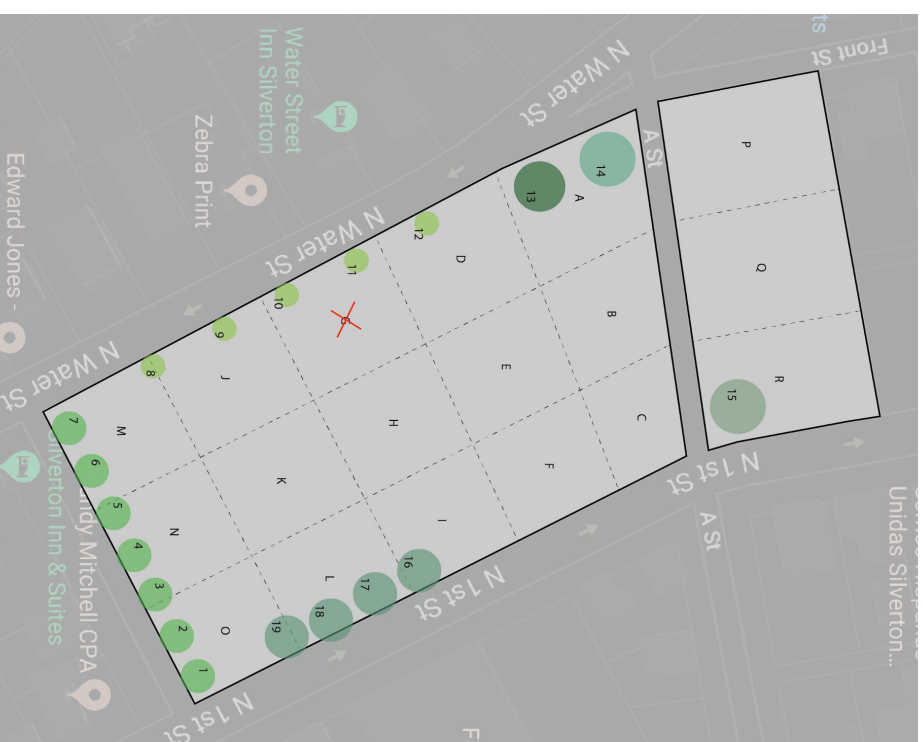 ts
Front St
N Water St
Water Street
Inn Silverton
Zebra Print
Edward Jones -
A St
P
14
13
A
Q
12
D
N Water St
11
10
G
B
9
R
15
N Water St
8
J
E
C
7
M
H
6
F
N 1st St
5
K
I
A St
4
N
16
Unidas Silverton...
3
L
17
N 1st St
Silverton Inn & Suites
andy Mitchell CPA
2
O
18
19
1
N 1st St
F